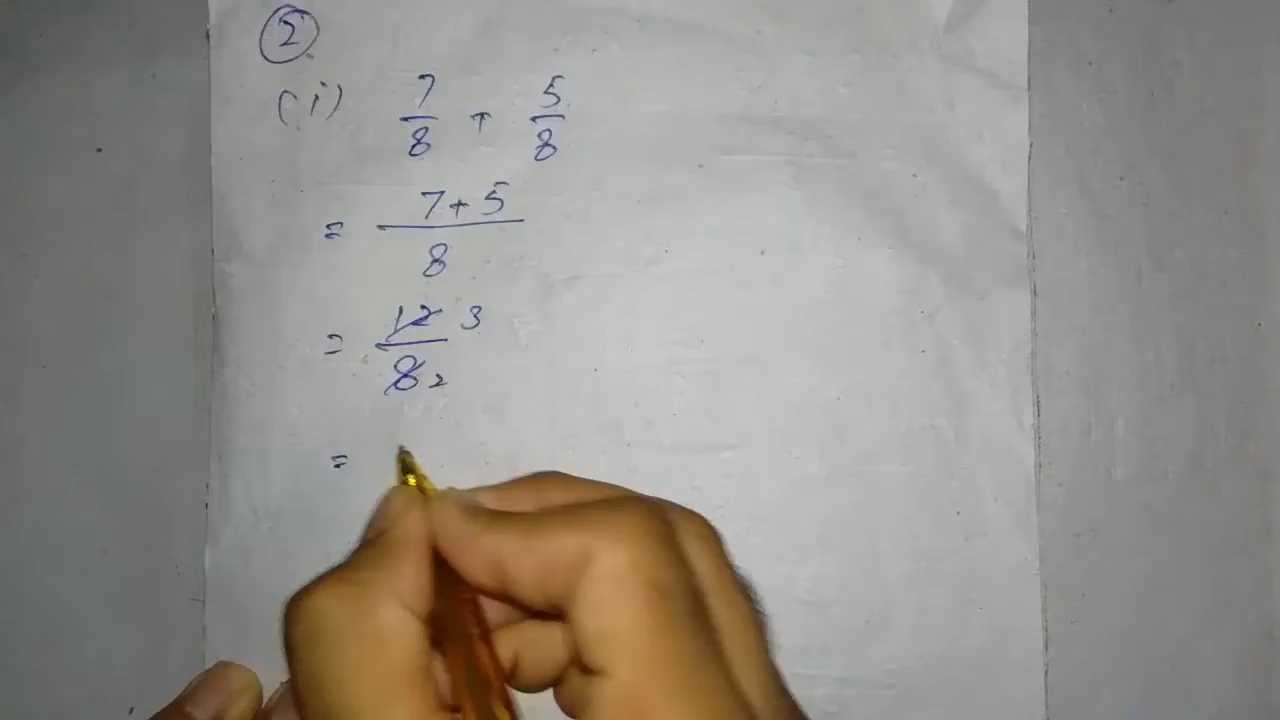 2
(i) 7/8 + 5/8
= 7+5/8
= 12/8 3 2
=